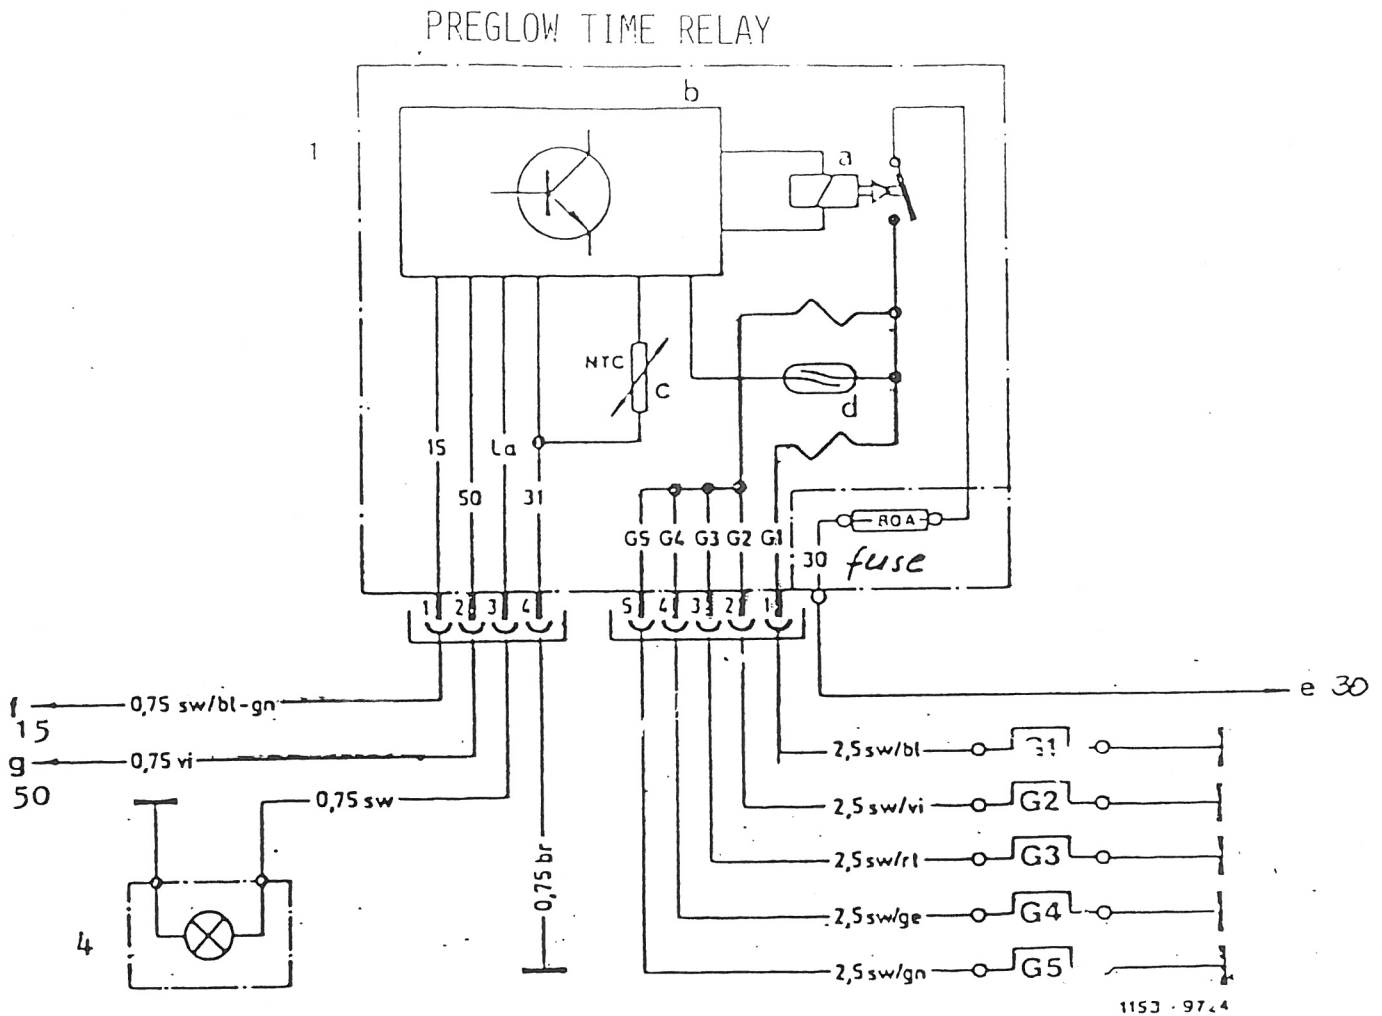 PREGLOW TIME RELAY
b
1
a
NTC
c
d
15
La
50
31
G5 G4 G3 G2 G1
80A
30
fuse
1 2 3 4
5 4 3 2 1
f
0,75 sw/bl-gn
15
g
0,75 vi
50
0,75 sw
0,75 br
4
e 30
2,5 sw/bl
G1
2,5 sw/vi
G2
2,5 sw/rt
G3
2,5 sw/ge
G4
2,5 sw/gn
G5